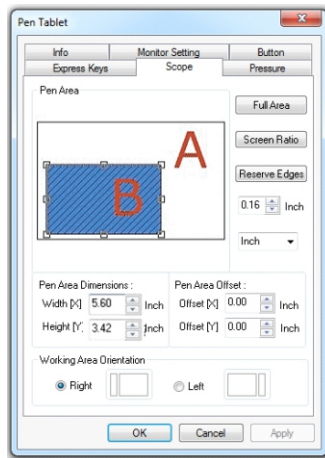 Pen Tablet
Info Monitor Setting Button
Express Keys Scope Pressure
Pen Area
A
B
Full Area
Screen Ratio
Reserve Edges
0.16 Inch
Inch
Pen Area Dimensions :
Width [X] 5.60 Inch
Height [Y] 3.42 Inch
Pen Area Offset :
Offset [X] 0.00 Inch
Offset [Y] 0.00 Inch
Working Area Orientation
Right Left
OK Cancel Apply